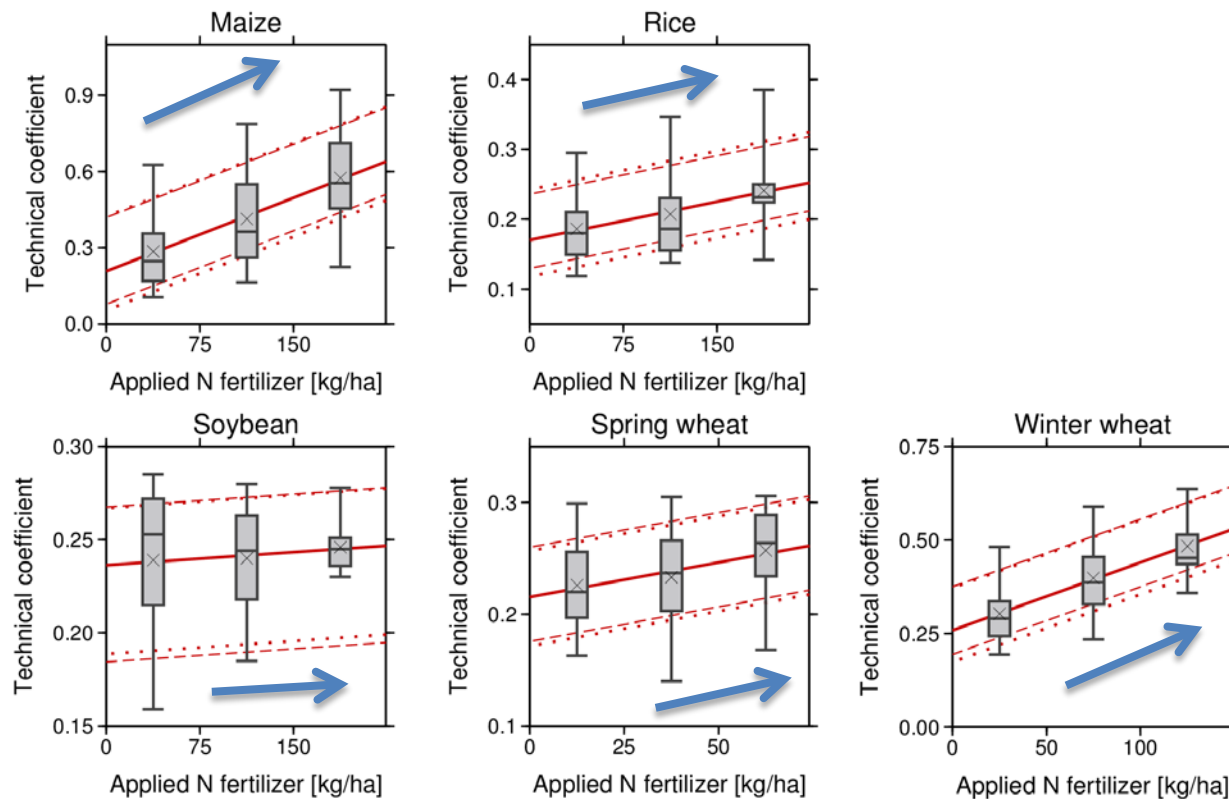 Maize
Technical coefficient
0.9
0.6
0.3
0.0
0
75
150
Applied N fertilizer [kg/ha]
Rice
Technical coefficient
0.4
0.3
0.2
0.1
0
75
150
Applied N fertilizer [kg/ha]
Soybean
Technical coefficient
0.30
0.25
0.20
0.15
0
75
150
Applied N fertilizer [kg/ha]
Spring wheat
Technical coefficient
0.3
0.2
0.1
0
25
50
Applied N fertilizer [kg/ha]
Winter wheat
Technical coefficient
0.75
0.50
0.25
0.00
0
50
100
Applied N fertilizer [kg/ha]